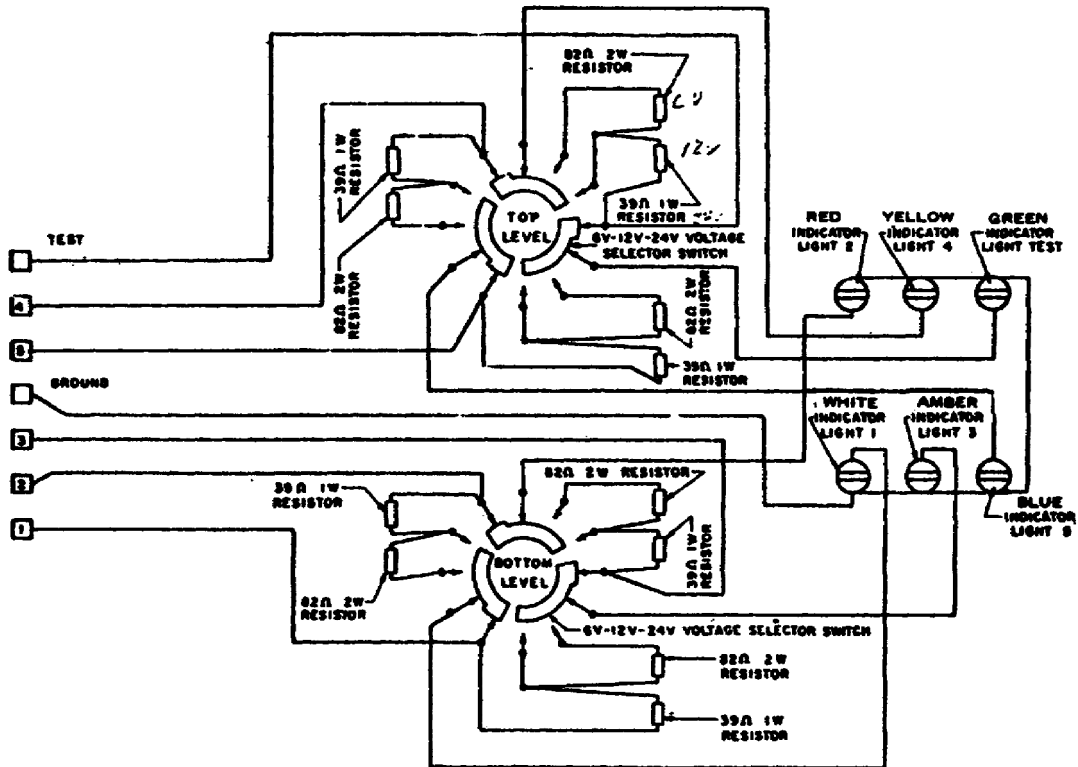 82Ω 2W
RESISTOR
12V
39Ω 1W
RESISTOR
82Ω 2W
RESISTOR
39Ω 1W
RESISTOR
TOP
LEVEL
6V-12V-24V VOLTAGE
SELECTOR SWITCH
82Ω 2W
RESISTOR
39Ω 1W
RESISTOR
RED
INDICATOR
LIGHT 2
YELLOW
INDICATOR
LIGHT 4
GREEN
INDICATOR
LIGHT TEST
TEST
4
5
GROUND
3
2
1
WHITE
INDICATOR
LIGHT 1
AMBER
INDICATOR
LIGHT 3
BLUE
INDICATOR
LIGHT 5
39Ω 1W
RESISTOR
82Ω 2W
RESISTOR
82Ω 2W RESISTOR
39Ω 1W
RESISTOR
BOTTOM
LEVEL
6V-12V-24V VOLTAGE SELECTOR SWITCH
82Ω 2W
RESISTOR
39Ω 1W
RESISTOR